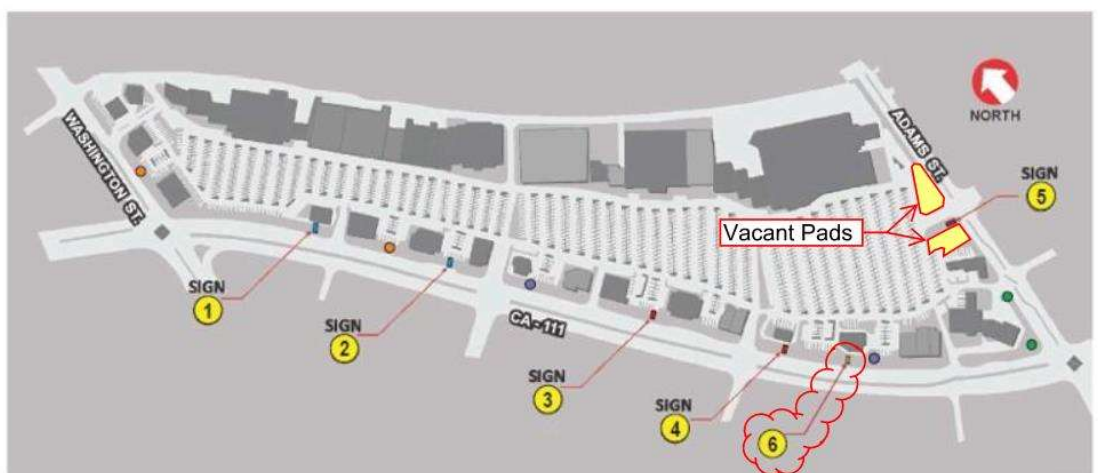 NORTH
WASHINGTON ST.
ADAMS ST.
SIGN
5
Vacant Pads
SIGN
1
SIGN
2
CA - 111
SIGN
3
SIGN
4
6